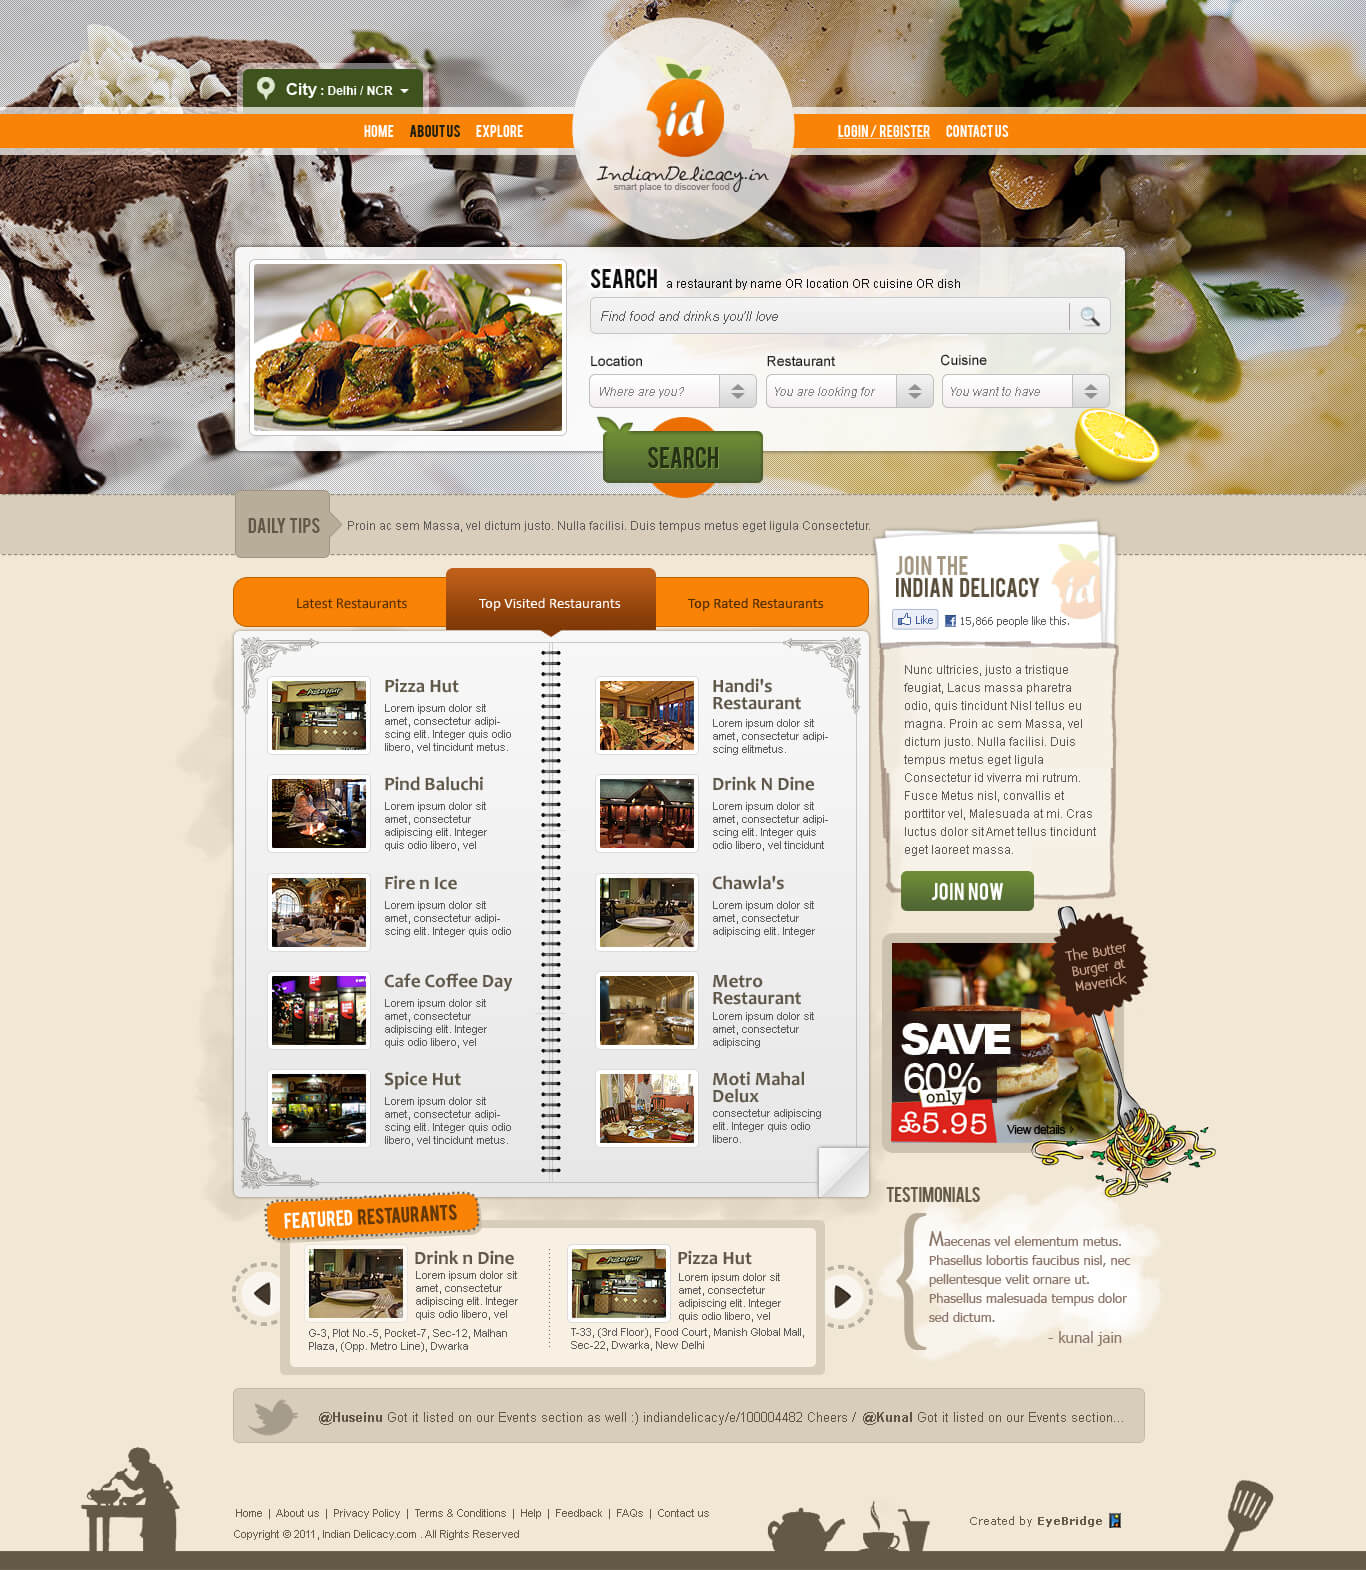 City : Delhi / NCR
HOME ABOUT US EXPLORE
id
IndianDelicacy.in
smart place to discover food
LOGIN / REGISTER CONTACT US
SEARCH a restaurant by name OR location OR cuisine OR dish
Find food and drinks you'll love
Location Restaurant Cuisine
Where are you? You are looking for You want to have
SEARCH
DAILY TIPS Proin ac sem Massa, vel dictum justo. Nulla facilisi. Duis tempus metus eget ligula Consectetur.
Latest Restaurants Top Visited Restaurants Top Rated Restaurants
Pizza Hut
Lorem ipsum dolor sit
amet, consectetur adipi-
scing elit. Integer quis odio
libero, vel tincidunt metus.
Pind Baluchi
Lorem ipsum dolor sit
amet, consectetur
adipiscing elit. Integer
quis odio libero, vel
Fire n Ice
Lorem ipsum dolor sit
amet, consectetur adipi-
scing elit. Integer quis odio
Cafe Coffee Day
Lorem ipsum dolor sit
amet, consectetur
adipiscing elit. Integer
quis odio libero, vel
Spice Hut
Lorem ipsum dolor sit
amet, consectetur adipi-
scing elit. Integer quis odio
libero, vel tincidunt metus.
Handi's
Restaurant
Lorem ipsum dolor sit
amet, consectetur adipi-
scing elitmetus.
Drink N Dine
Lorem ipsum dolor sit
amet, consectetur adipi-
scing elit. Integer quis
odio libero, vel tincidunt
Chawla's
Lorem ipsum dolor sit
amet, consectetur
adipiscing elit. Integer
Metro
Restaurant
Lorem ipsum dolor sit
amet, consectetur
adipiscing
Moti Mahal
Delux
consectetur adipiscing
elit. Integer quis odio
libero.
JOIN THE
INDIAN DELICACY
id
Like 15,866 people like this.
Nunc ultricies, justo a tristique
feugiat, Lacus massa pharetra
odio, quis tincidunt Nisl tellus eu
magna. Proin ac sem Massa, vel
dictum justo. Nulla facilisi. Duis
tempus metus eget ligula
Consectetur id viverra mi rutrum.
Fusce Metus nisl, convallis et
porttitor vel, Malesuada at mi. Cras
luctus dolor sit Amet tellus tincidunt
eget laoreet massa.
JOIN NOW
The Butter
Burger at
Maverick
SAVE
60%
only
£5.95
View details
FEATURED RESTAURANTS
Drink n Dine
Lorem ipsum dolor sit
amet, consectetur
adipiscing elit. Integer
quis odio libero, vel
G-3, Plot No.-5, Pocket-7, Sec-12, Malhan
Plaza, (Opp. Metro Line), Dwarka
Pizza Hut
Lorem ipsum dolor sit
amet, consectetur
adipiscing elit. Integer
quis odio libero, vel
T-33, (3rd Floor), Food Court, Manish Global Mall,
Sec-22, Dwarka, New Delhi
TESTIMONIALS
Maecenas vel elementum metus.
Phasellus lobortis faucibus nisl, nec
pellentesque velit ornare ut.
Phasellus malesuada tempus dolor
sed dictum.
- kunal jain
@Huseinu Got it listed on our Events section as well :) indiandelicacy/e/100004482 Cheers / @Kunal Got it listed on our Events section...
Home | About us | Privacy Policy | Terms & Conditions | Help | Feedback | FAQs | Contact us
Copyright © 2011, Indian Delicacy.com . All Rights Reserved
Created by EyeBridge